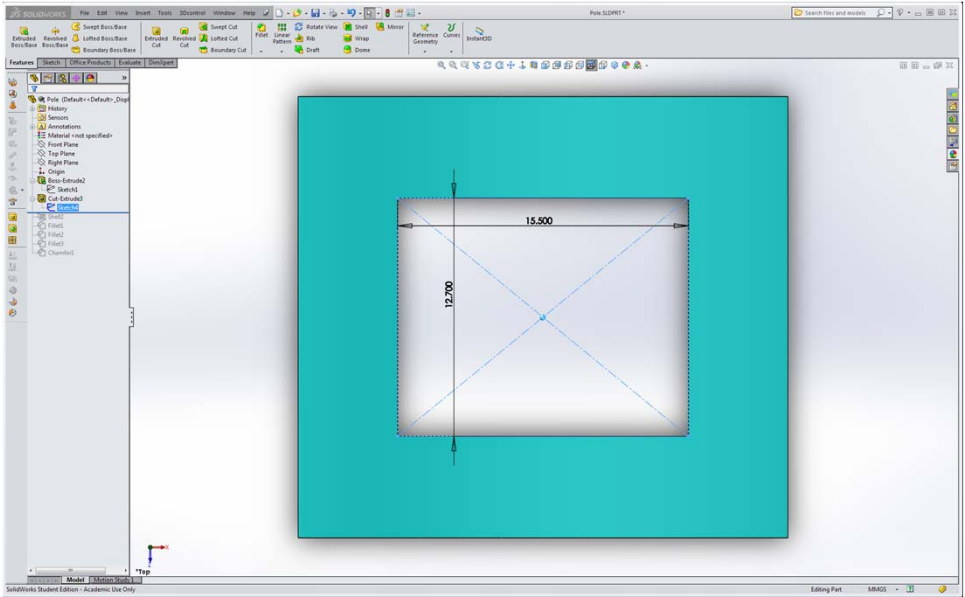 SOLIDWORKS File Edit View Insert Tools 3Dcontrol Window Help Pole.SLDPRT * Search files and models
Extruded Boss/Base
Revolved Boss/Base
Swept Boss/Base
Lofted Boss/Base
Boundary Boss/Base
Extruded Cut
Revolved Cut
Swept Cut
Lofted Cut
Boundary Cut
Fillet
Linear Pattern
Rotate View
Rib
Draft
Shell
Wrap
Dome
Mirror
Reference Geometry
Curves
Instant3D
Features Sketch Office Products Evaluate DimXpert
Pole (Default<<Default>_Displ
History
Sensors
Annotations
Material <not specified>
Front Plane
Top Plane
Right Plane
Origin
Boss-Extrude2
Sketch1
Cut-Extrude3
Sketch4
Shell2
Fillet1
Fillet2
Fillet3
Chamfer1
15.500
12.700
X
*Top
Model Motion Study 1
SolidWorks Student Edition - Academic Use Only Editing Part MMGS